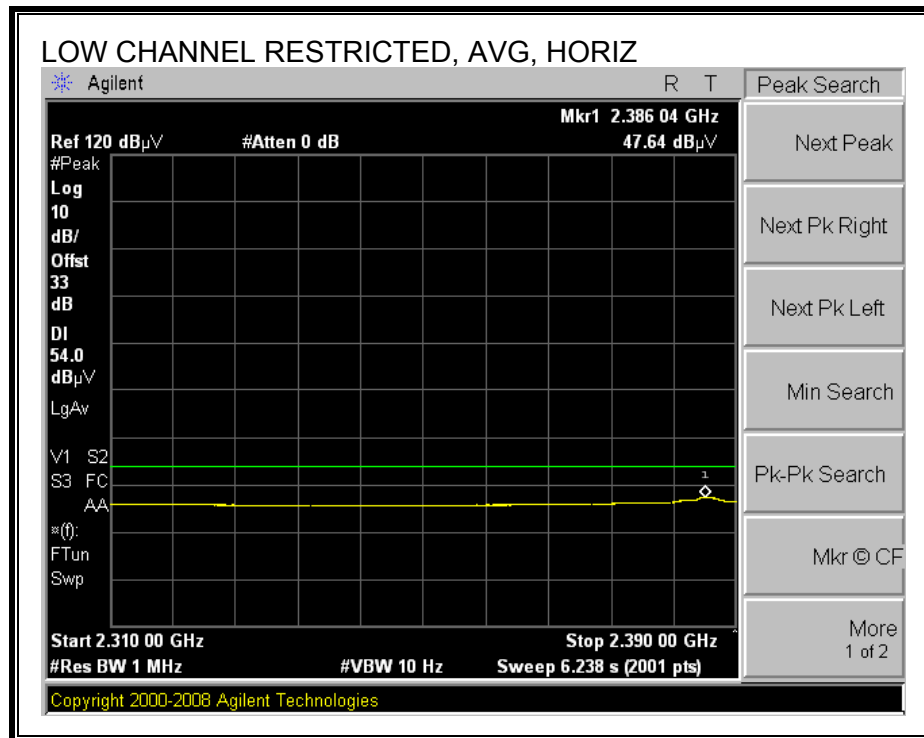 LOW CHANNEL RESTRICTED, AVG, HORIZ
Agilent R T Peak Search
Mkr1 2.386 04 GHz
Ref 120 dBµV #Atten 0 dB 47.64 dBµV
#Peak
Log
10
dB/
Offst
33
dB
DI
54.0
dBµV
LgAv
V1 S2
S3 FC
AA
¤(f):
FTun
Swp
1
Start 2.310 00 GHz Stop 2.390 00 GHz
#Res BW 1 MHz #VBW 10 Hz Sweep 6.238 s (2001 pts)
Next Peak
Next Pk Right
Next Pk Left
Min Search
Pk-Pk Search
Mkr © CF
More
1 of 2
Copyright 2000-2008 Agilent Technologies